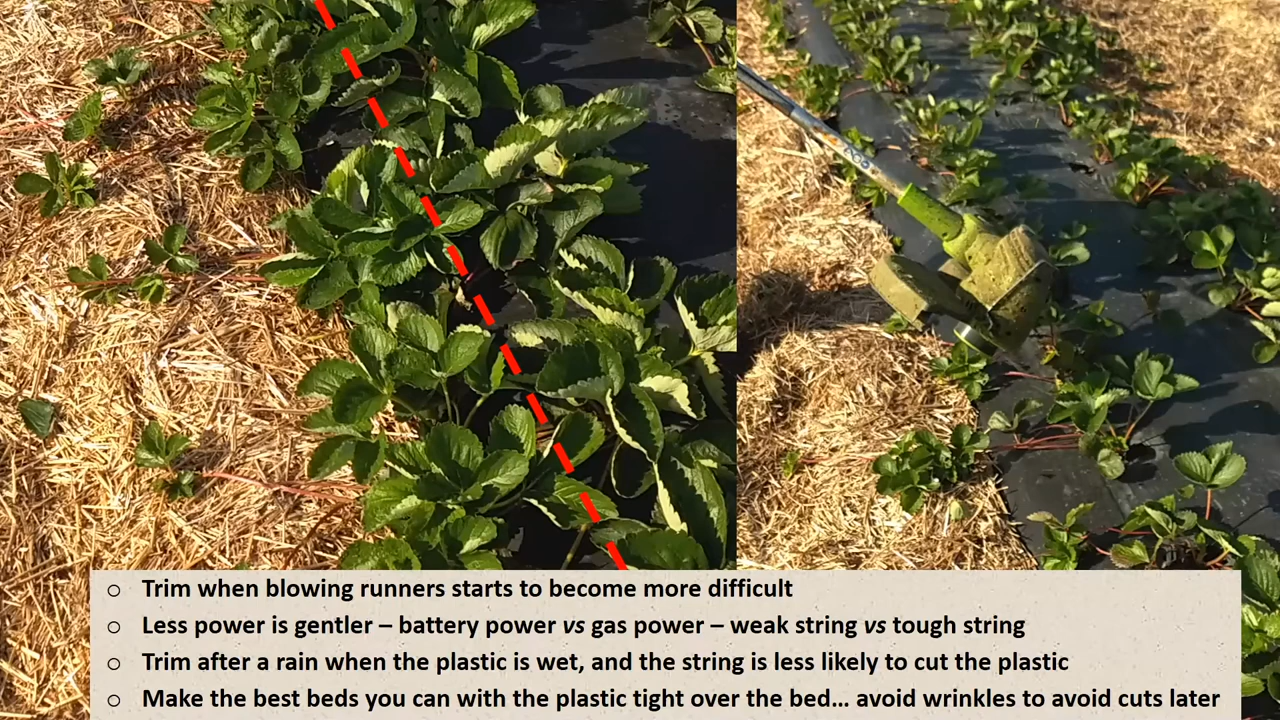 ○ Trim when blowing runners starts to become more difficult
○ Less power is gentler – battery power vs gas power – weak string vs tough string
○ Trim after a rain when the plastic is wet, and the string is less likely to cut the plastic
○ Make the best beds you can with the plastic tight over the bed… avoid wrinkles to avoid cuts later